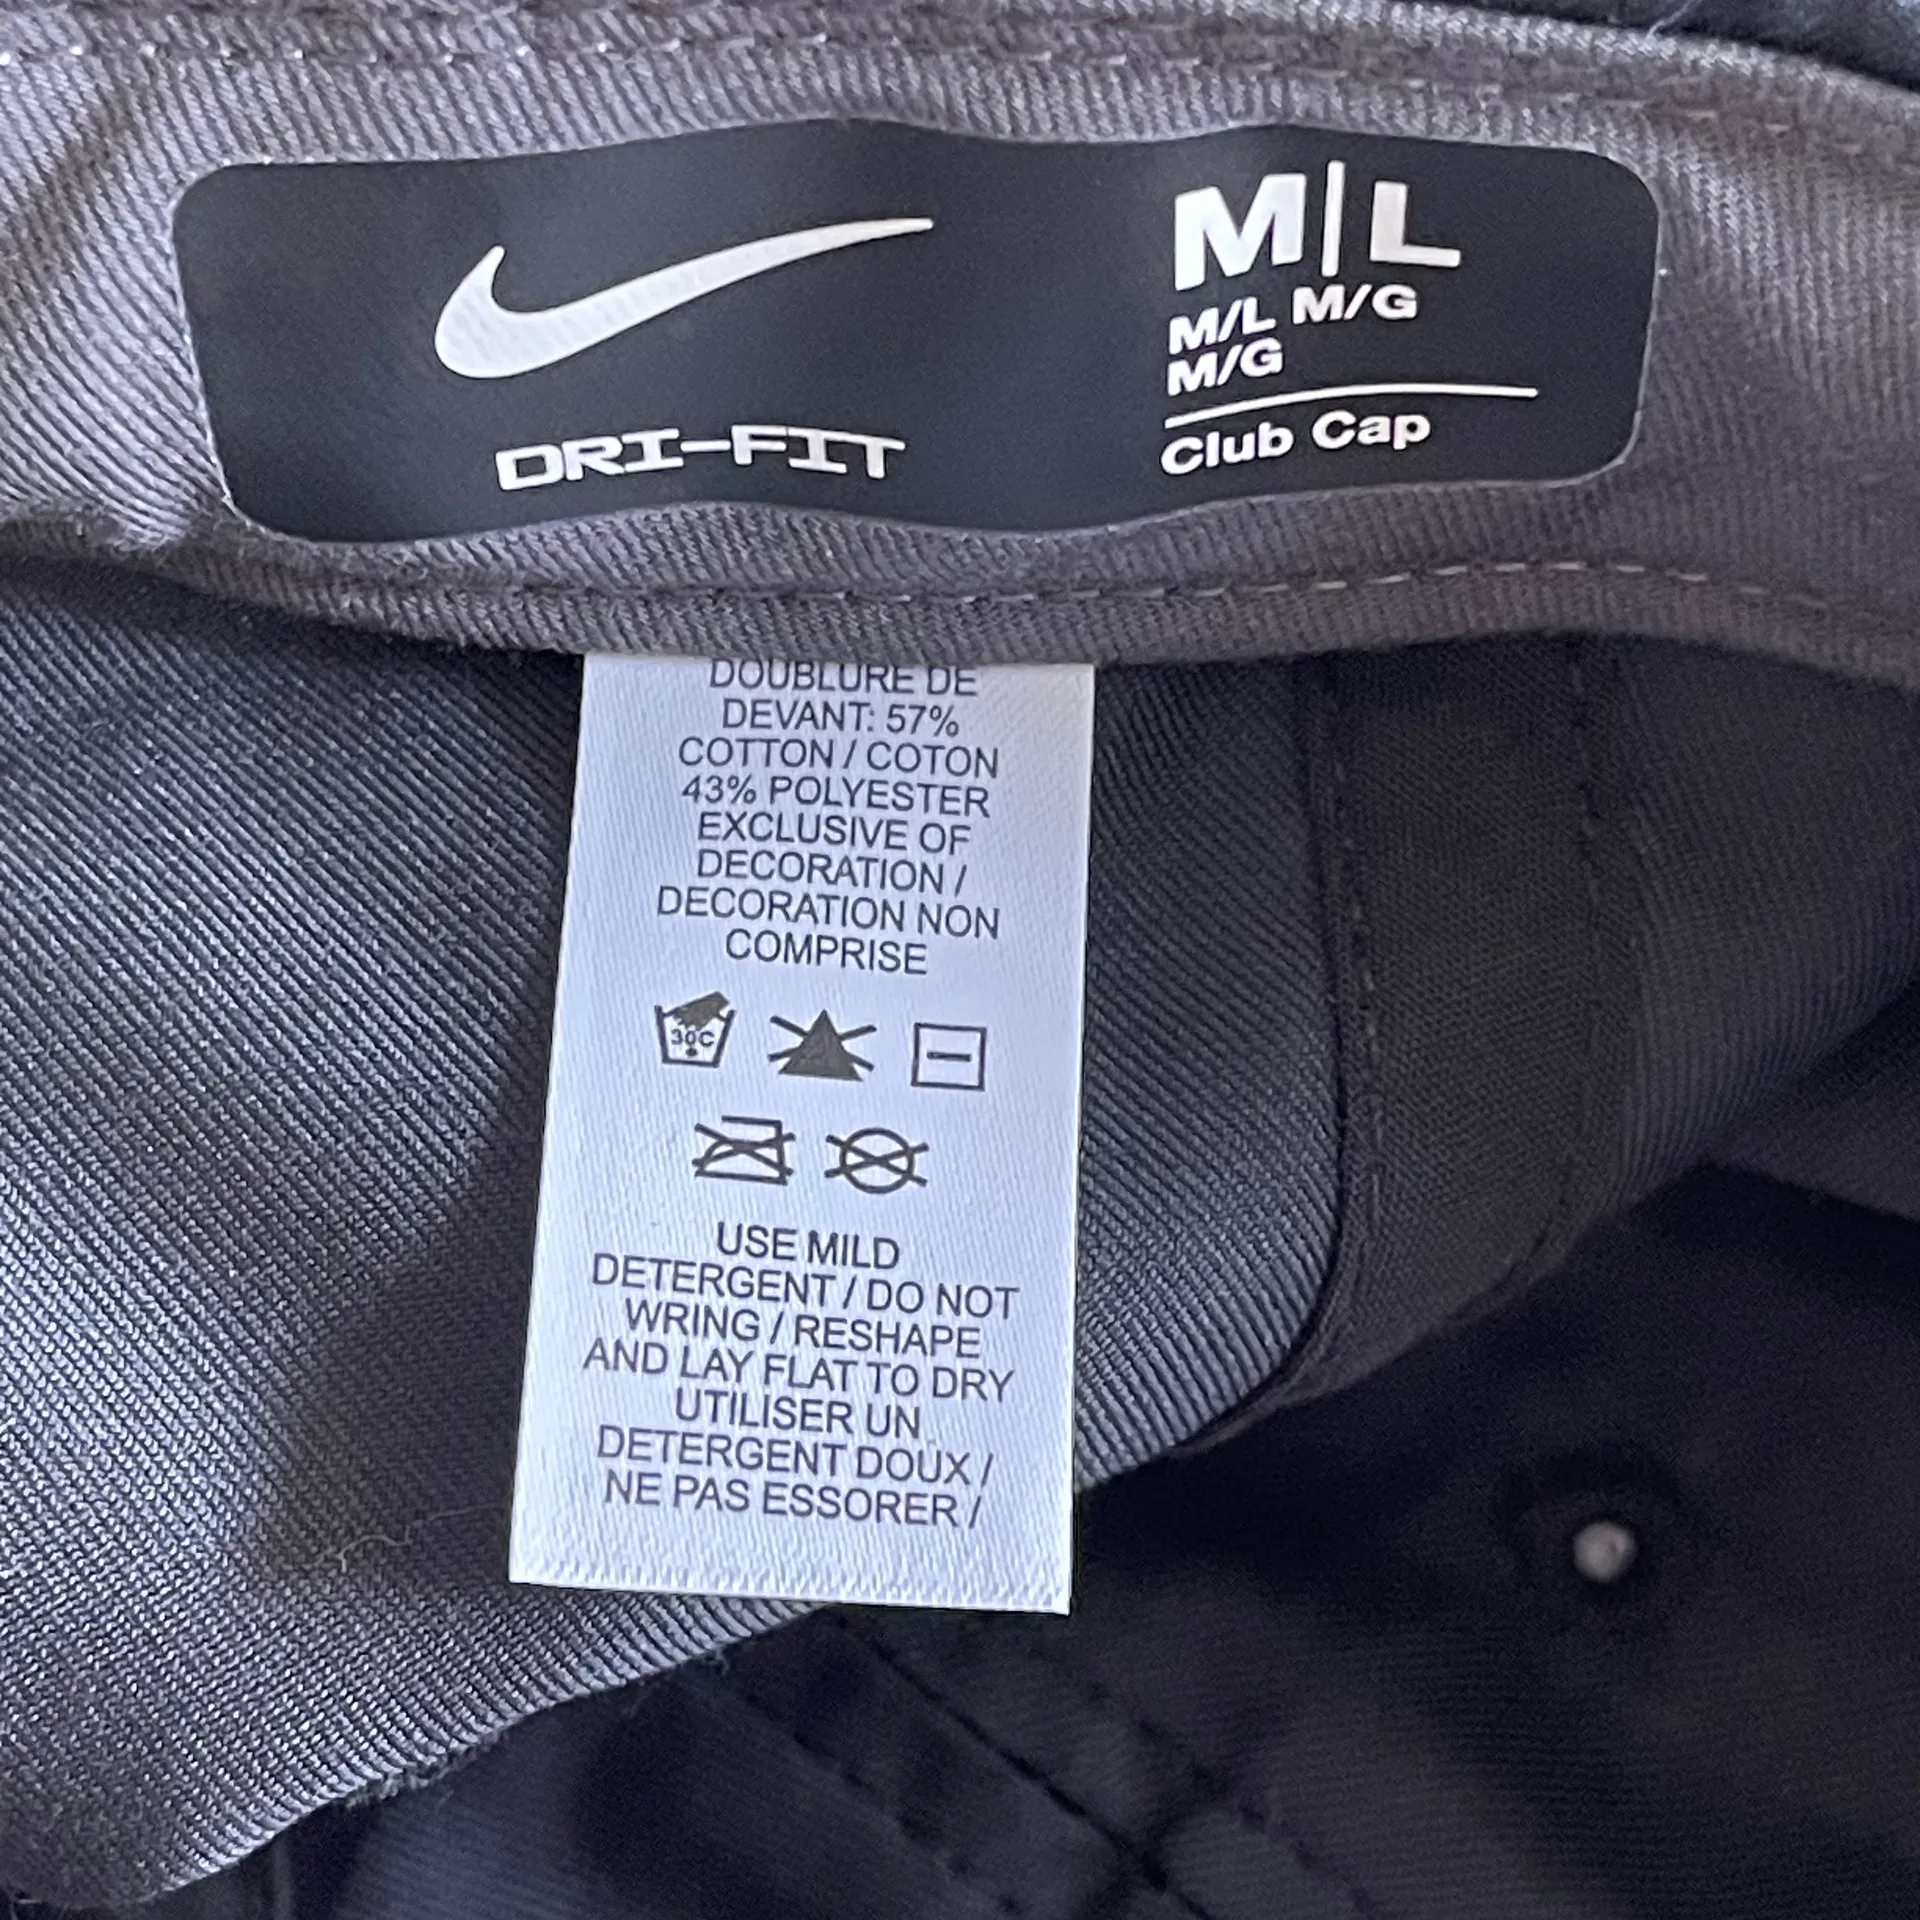 DRI-FIT
M|L
M/L M/G
M/G
Club Cap
DOUBLURE DE
DEVANT: 57%
COTTON / COTON
43% POLYESTER
EXCLUSIVE OF
DECORATION /
DECORATION NON
COMPRISE
30C
USE MILD
DETERGENT / DO NOT
WRING / RESHAPE
AND LAY FLAT TO DRY
UTILISER UN
DETERGENT DOUX /
NE PAS ESSORER /